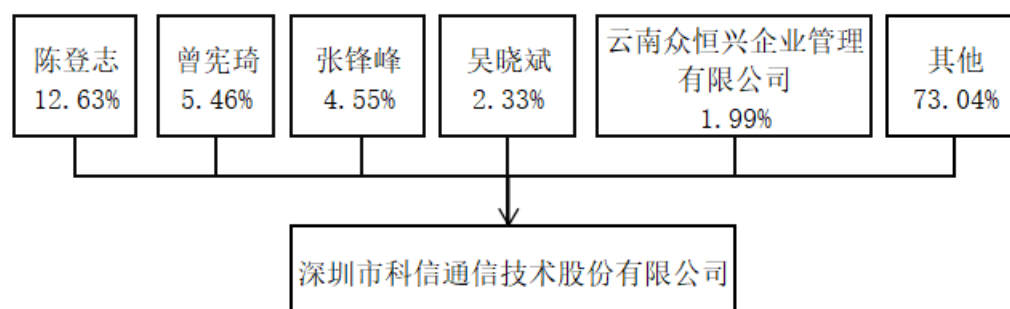 陈登志
12.63%
曾宪琦
5.46%
张锋峰
4.55%
吴晓斌
2.33%
云南众恒兴企业管理
有限公司
1.99%
其他
73.04%
深圳市科信通信技术股份有限公司